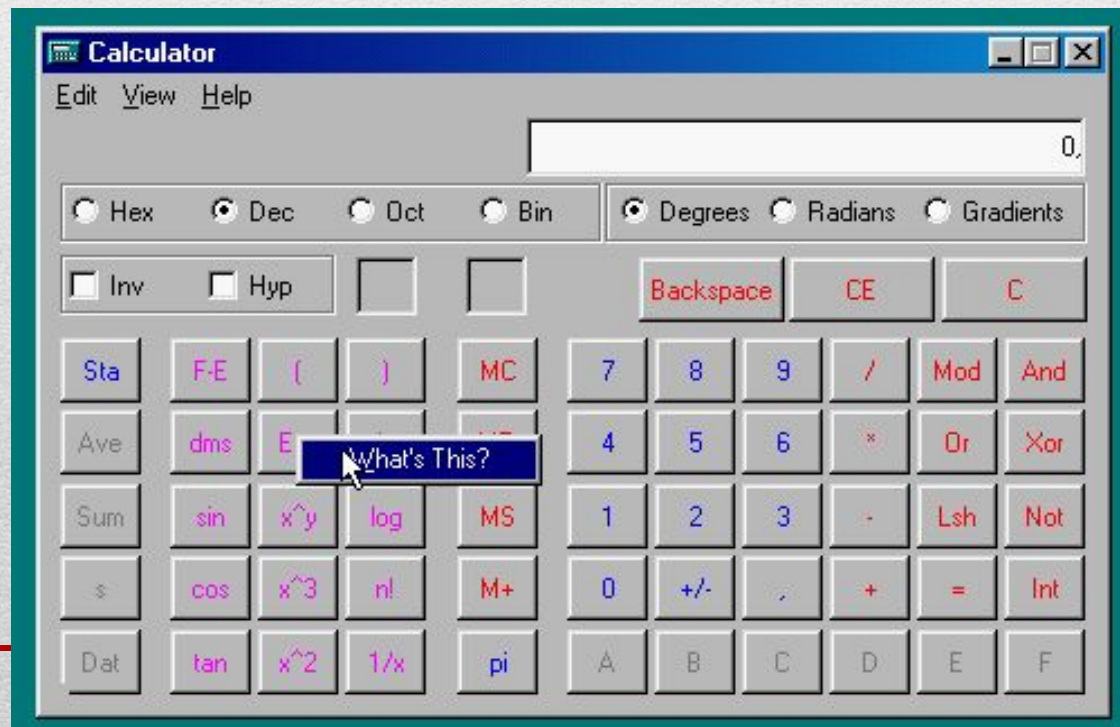 Calculator
Edit View Help
0,
Hex Dec Oct Bin Degrees Radians Gradients
Inv Hyp Backspace CE C
Sta F-E ( ) MC 7 8 9 / Mod And
Ave dms 4 5 6 * Or Xor
What's This?
Sum sin x^y log MS 1 2 3 - Lsh Not
s cos x^3 n! M+ 0 +/- , + = Int
Dat tan x^2 1/x pi A B C D E F